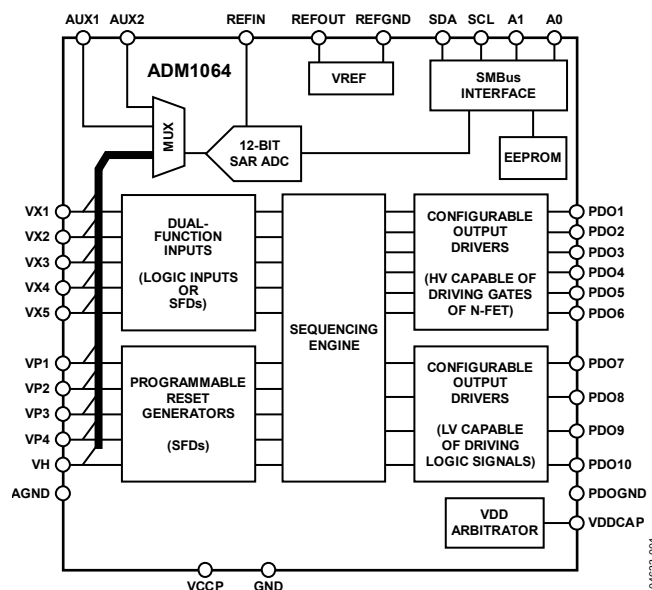 AUX1 AUX2 REFIN REFOUT REFGND SDA SCL A1 A0
ADM1064
VREF
SMBus
INTERFACE
MUX
12-BIT
SAR ADC
EEPROM
VX1
VX2
VX3
VX4
VX5
DUAL-
FUNCTION
INPUTS
(LOGIC INPUTS
OR
SFDs)
VP1
VP2
VP3
VP4
VH
AGND
PROGRAMMABLE
RESET
GENERATORS
(SFDs)
SEQUENCING
ENGINE
CONFIGURABLE
OUTPUT
DRIVERS
(HV CAPABLE OF
DRIVING GATES
OF N-FET)
PDO1
PDO2
PDO3
PDO4
PDO5
PDO6
CONFIGURABLE
OUTPUT
DRIVERS
(LV CAPABLE
OF DRIVING
LOGIC SIGNALS)
PDO7
PDO8
PDO9
PDO10
PDOGND
VDD
ARBITRATOR
VDDCAP
VCCP GND